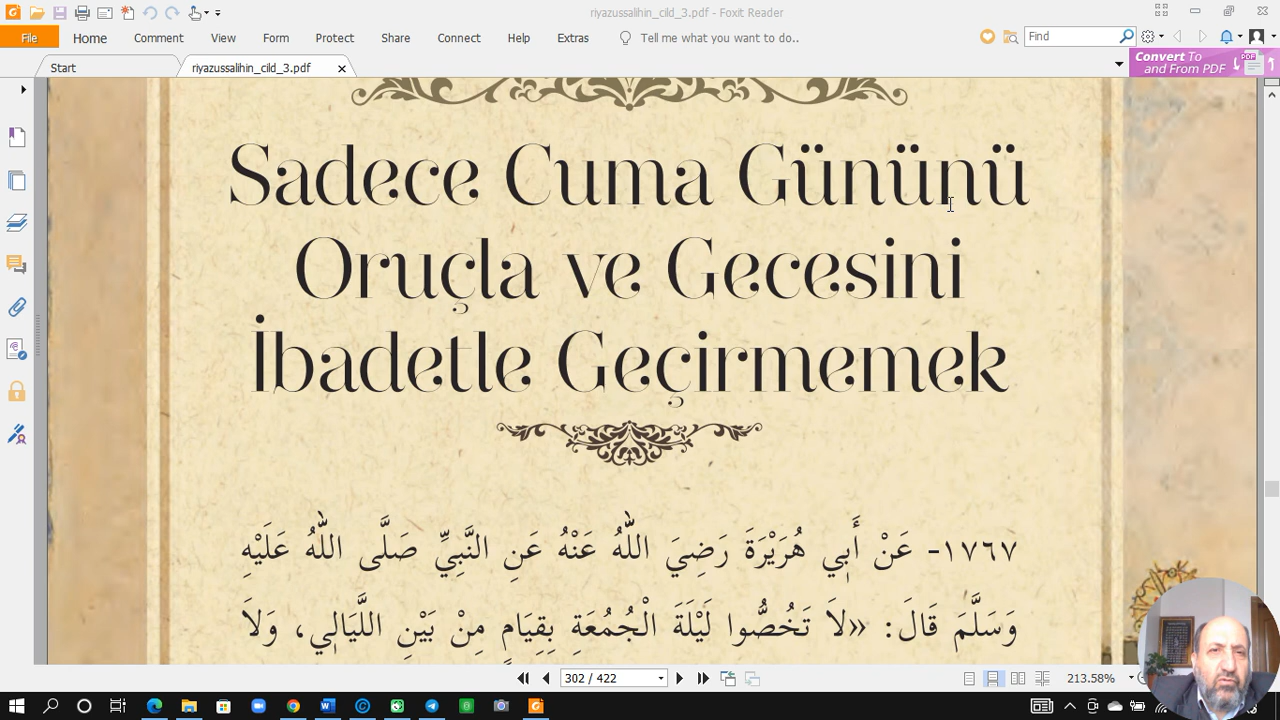 riyazussalihin_cild_3.pdf - Foxit Reader
File Home Comment View Form Protect Share Connect Help Extras Tell me what you want to do.. Find
Start riyazussalihin_cild_3.pdf
Convert To
and From PDF
PDF
Sadece Cuma Gününü
Oruçla ve Gecesini
İbadetle Geçirmemek
١٧٦٧- عَنْ أَبِي هُرَيْرَةَ رَضِيَ اللّٰهُ عَنْهُ عَنِ النَّبِيِّ صَلَّى اللّٰهُ عَلَيْهِ
وَسَلَّمَ قَالَ: «لاَ تَخُصُّوا لَيْلَةَ الْجُمُعَةِ بِقِيَامٍ مِنْ بَيْنِ اللَّيَالِي، وَلاَ
302 / 422
213.58%